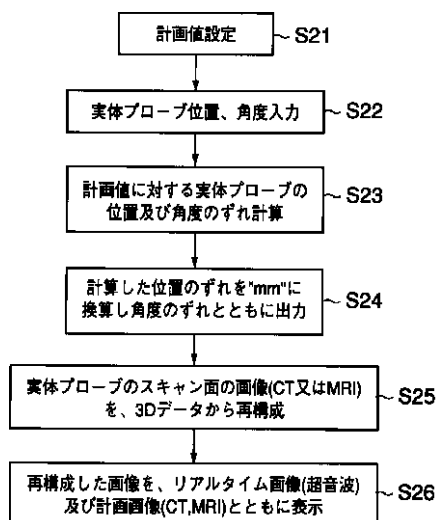 計画値設定
S21
実体プローブ位置、角度入力
S22
計画値に対する実体プローブの
位置及び角度のずれ計算
S23
計算した位置のずれを"mm"に
換算し角度のずれとともに出力
S24
実体プローブのスキャン面の画像(CT又はMRI)
を、3Dデータから再構成
S25
再構成した画像を、リアルタイム画像(超音波)
及び計画画像(CT,MRI)とともに表示
S26